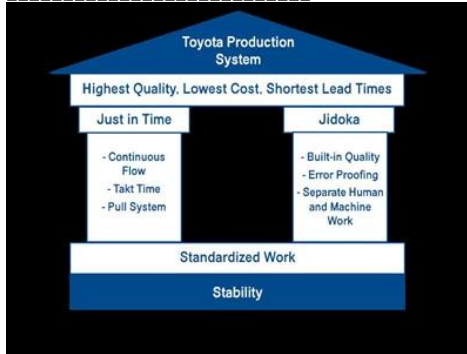 Toyota Production
System
Highest Quality, Lowest Cost, Shortest Lead Times
Just in Time
- Continuous
Flow
- Takt Time
- Pull System
Jidoka
- Built-in Quality
- Error Proofing
- Separate Human
and Machine
Work
Standardized Work
Stability